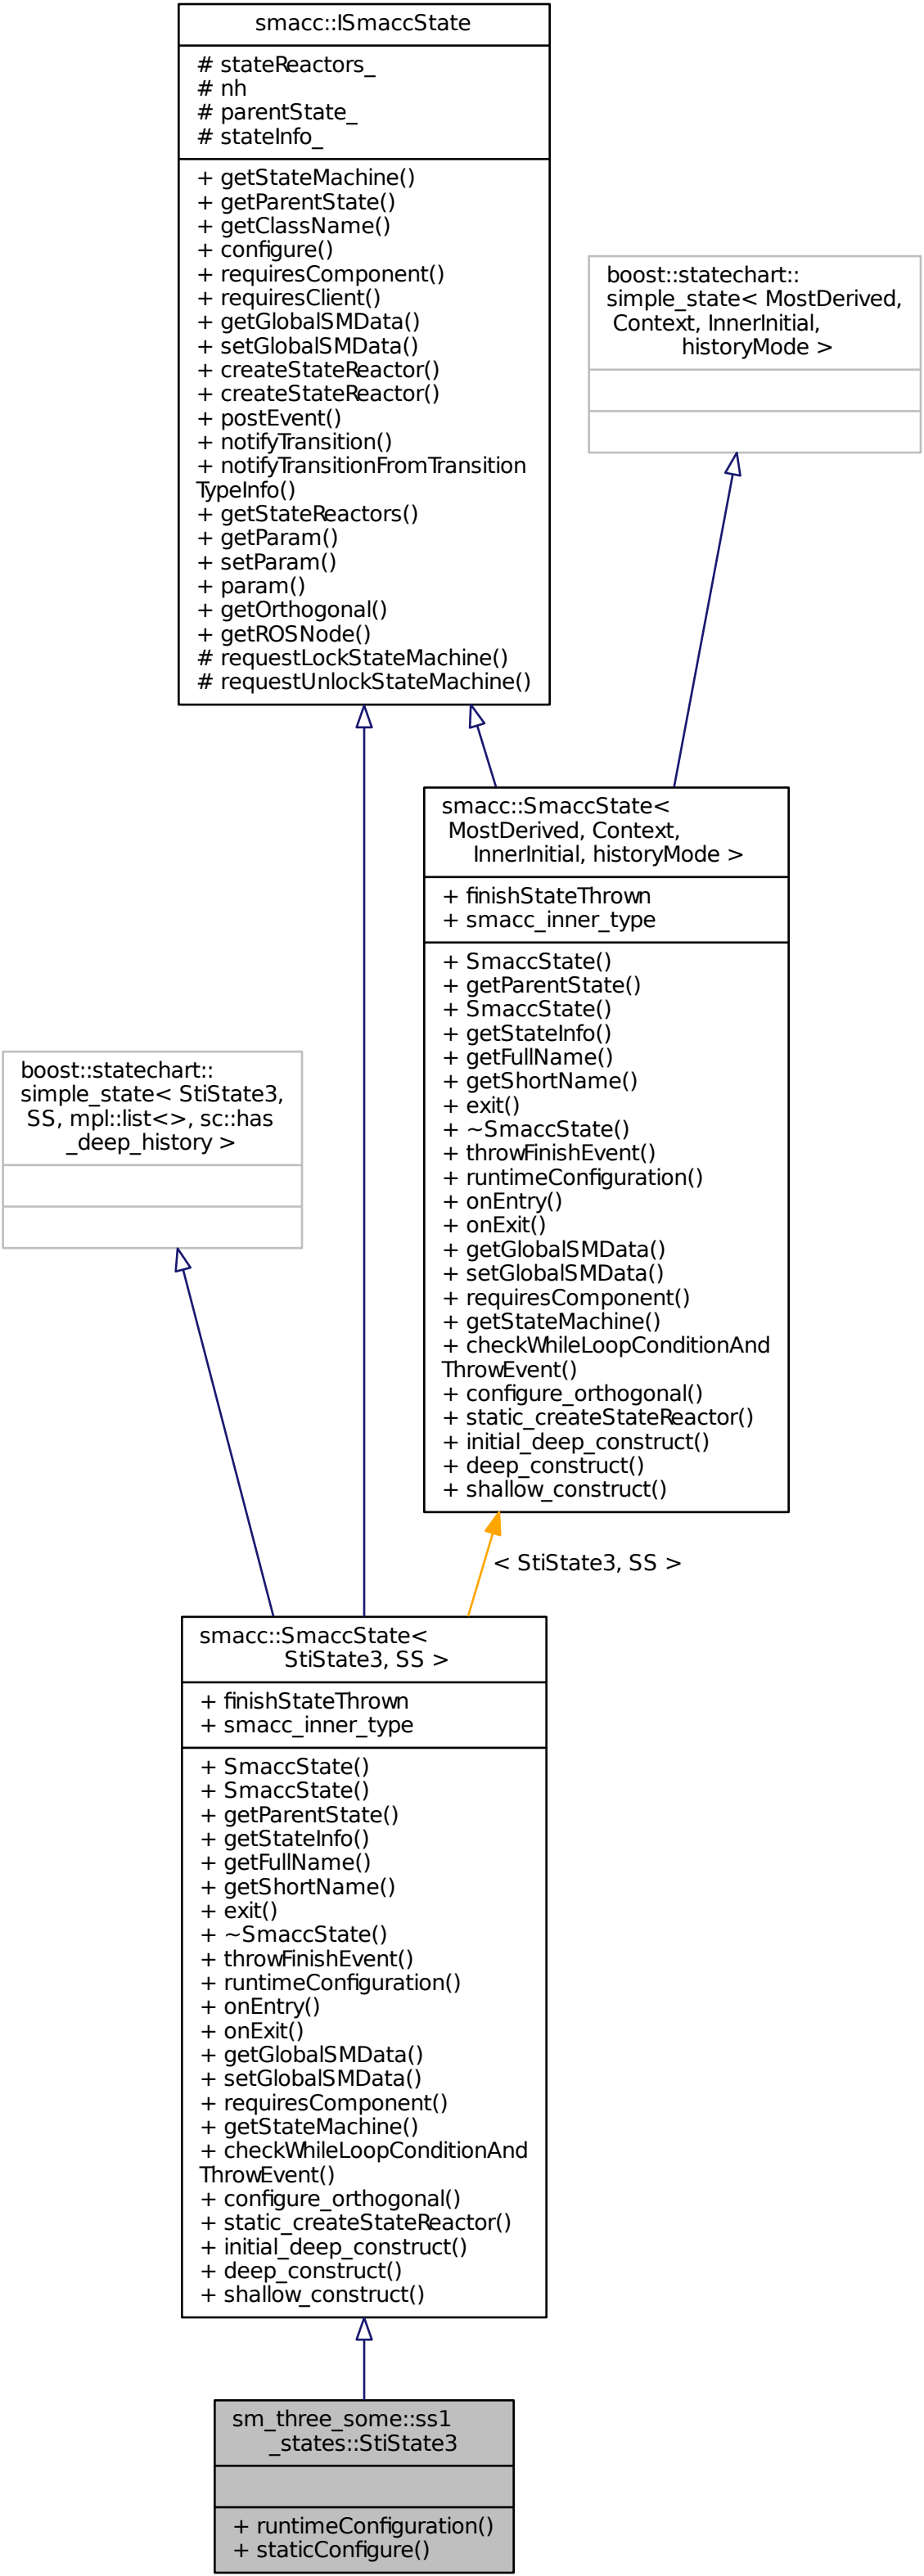 smacc::ISmaccState
# stateReactors_
# nh
# parentState_
# stateInfo_
+ getStateMachine()
+ getParentState()
+ getClassName()
+ configure()
+ requiresComponent()
+ requiresClient()
+ getGlobalSMData()
+ setGlobalSMData()
+ createStateReactor()
+ createStateReactor()
+ postEvent()
+ notifyTransition()
+ notifyTransitionFromTransition
TypeInfo()
+ getStateReactors()
+ getParam()
+ setParam()
+ param()
+ getOrthogonal()
+ getROSNode()
# requestLockStateMachine()
# requestUnlockStateMachine()
boost::statechart::
simple_state< MostDerived,
Context, InnerInitial,
historyMode >
smacc::SmaccState<
MostDerived, Context,
InnerInitial, historyMode >
+ finishStateThrown
+ smacc_inner_type
+ SmaccState()
+ getParentState()
+ SmaccState()
+ getStateInfo()
+ getFullName()
+ getShortName()
+ exit()
+ ~SmaccState()
+ throwFinishEvent()
+ runtimeConfiguration()
+ onEntry()
+ onExit()
+ getGlobalSMData()
+ setGlobalSMData()
+ requiresComponent()
+ getStateMachine()
+ checkWhileLoopConditionAnd
ThrowEvent()
+ configure_orthogonal()
+ static_createStateReactor()
+ initial_deep_construct()
+ deep_construct()
+ shallow_construct()
boost::statechart::
simple_state< StiState3,
SS, mpl::list<>, sc::has
_deep_history >
< StiState3, SS >
smacc::SmaccState<
StiState3, SS >
+ finishStateThrown
+ smacc_inner_type
+ SmaccState()
+ SmaccState()
+ getParentState()
+ getStateInfo()
+ getFullName()
+ getShortName()
+ exit()
+ ~SmaccState()
+ throwFinishEvent()
+ runtimeConfiguration()
+ onEntry()
+ onExit()
+ getGlobalSMData()
+ setGlobalSMData()
+ requiresComponent()
+ getStateMachine()
+ checkWhileLoopConditionAnd
ThrowEvent()
+ configure_orthogonal()
+ static_createStateReactor()
+ initial_deep_construct()
+ deep_construct()
+ shallow_construct()
sm_three_some::ss1
_states::StiState3
+ runtimeConfiguration()
+ staticConfigure()